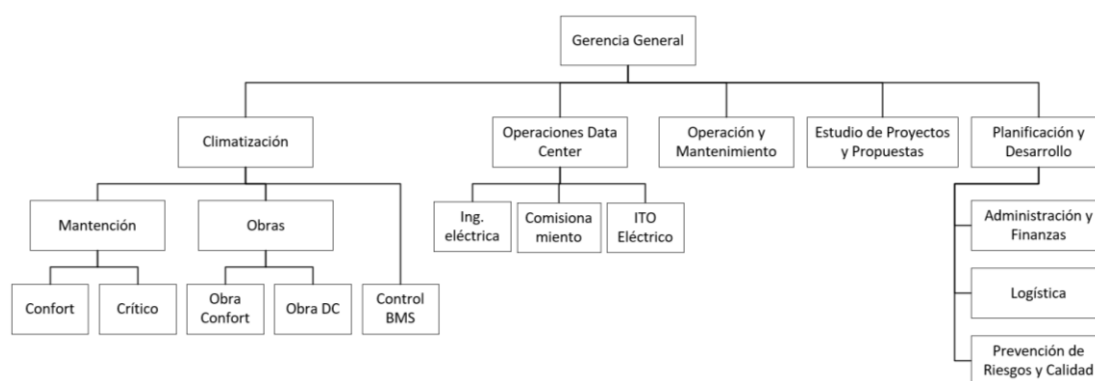 Gerencia General
Climatización
Operaciones Data
Center
Operación y
Mantenimiento
Estudio de Proyectos
y Propuestas
Planificación y
Desarrollo
Mantención
Obras
Ing.
eléctrica
Comisiona
miento
ITO
Eléctrico
Administración y
Finanzas
Confort
Crítico
Obra
Confort
Obra DC
Control
BMS
Logística
Prevención de
Riesgos y Calidad